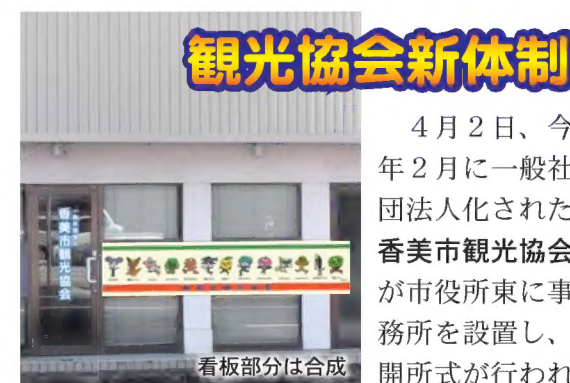 観光協会新体制
4月2日、今
年2月に一般社
団法人化された
香美市観光協会
が市役所東に事
務所を設置し、
開所式が行われ
香美市観光協会
看板部分は合成